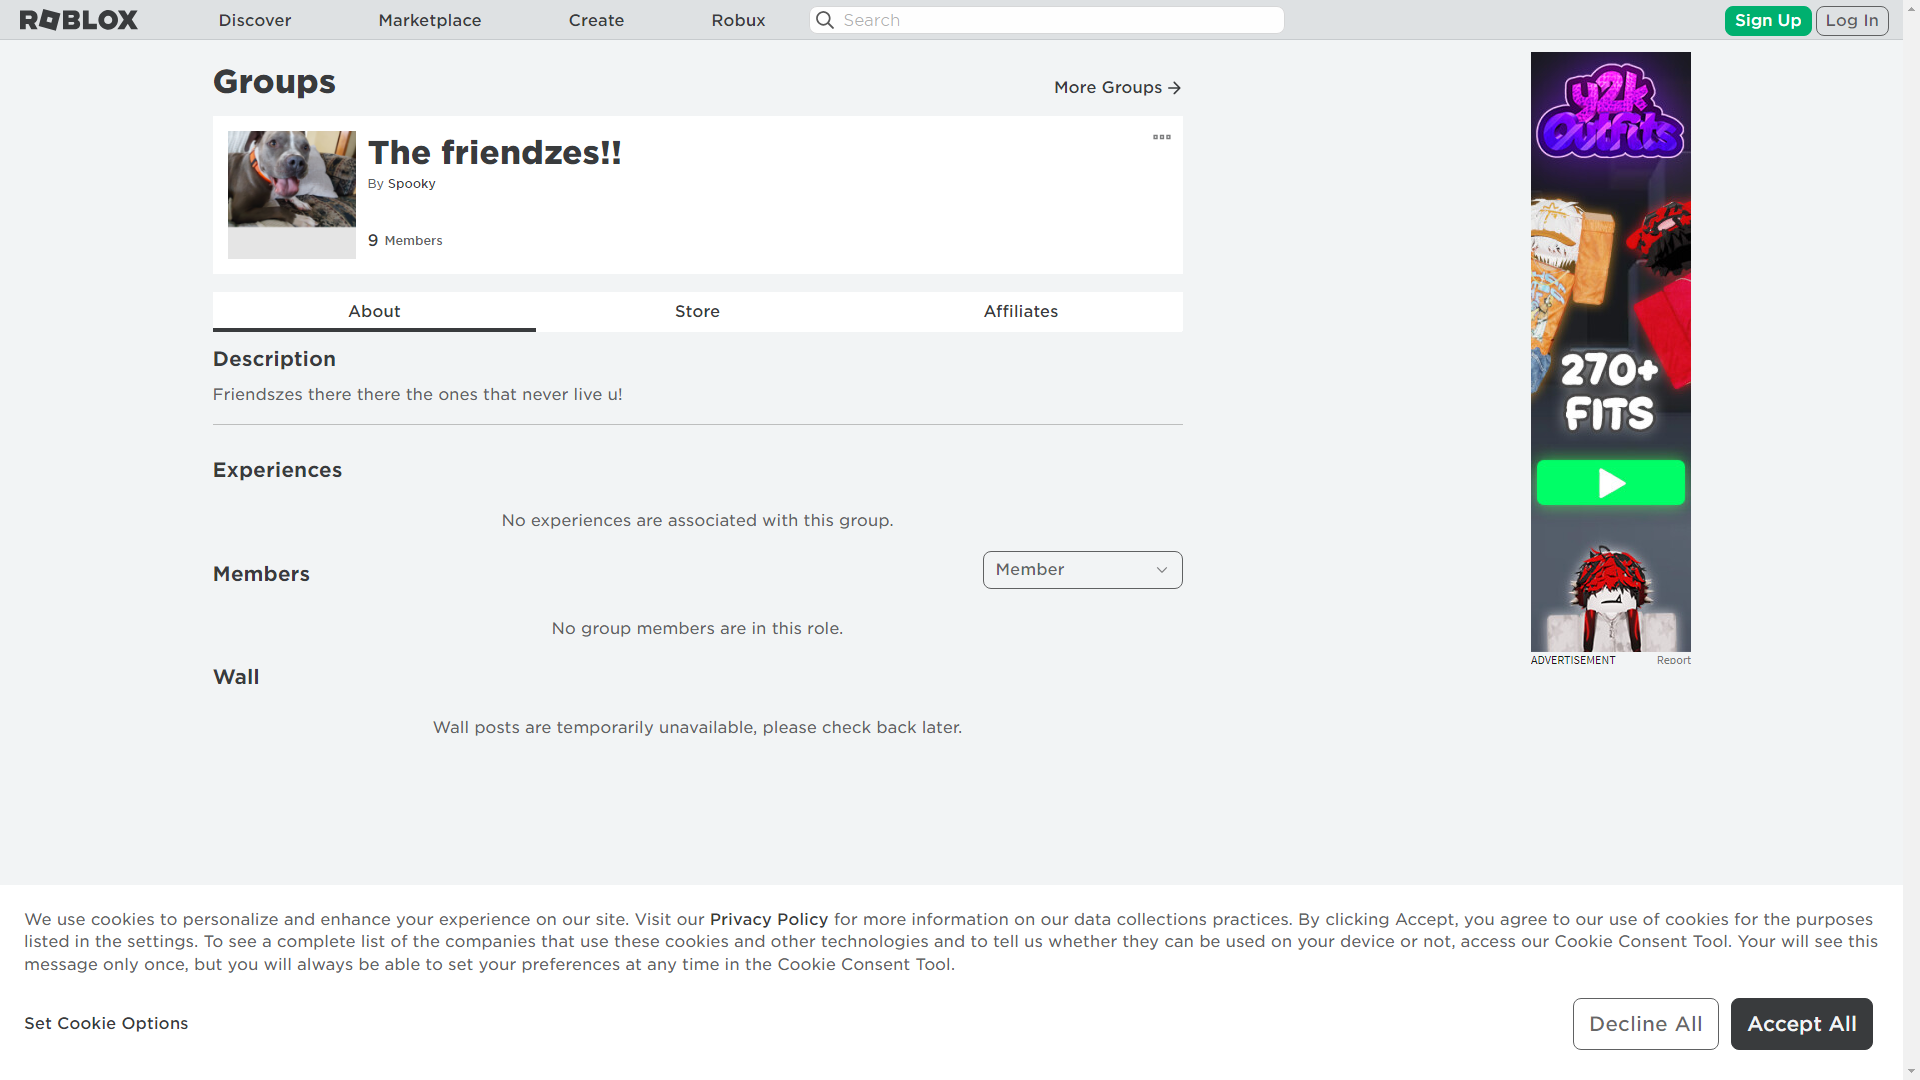 ROBLOX
Discover
Marketplace
Create
Robux
Search
Sign Up
Log In
Groups
More Groups
The friendzes!!
By Spooky
9 Members
About
Store
Affiliates
Description
Friendszes there there the ones that never live u!
Experiences
No experiences are associated with this group.
Members
Member
No group members are in this role.
Wall
Wall posts are temporarily unavailable, please check back later.
y2k
Outfits
270+
FITS
ADVERTISEMENT
Report
We use cookies to personalize and enhance your experience on our site. Visit our Privacy Policy for more information on our data collections practices. By clicking Accept, you agree to our use of cookies for the purposes
listed in the settings. To see a complete list of the companies that use these cookies and other technologies and to tell us whether they can be used on your device or not, access our Cookie Consent Tool. Your will see this
message only once, but you will always be able to set your preferences at any time in the Cookie Consent Tool.
Set Cookie Options
Decline All
Accept All